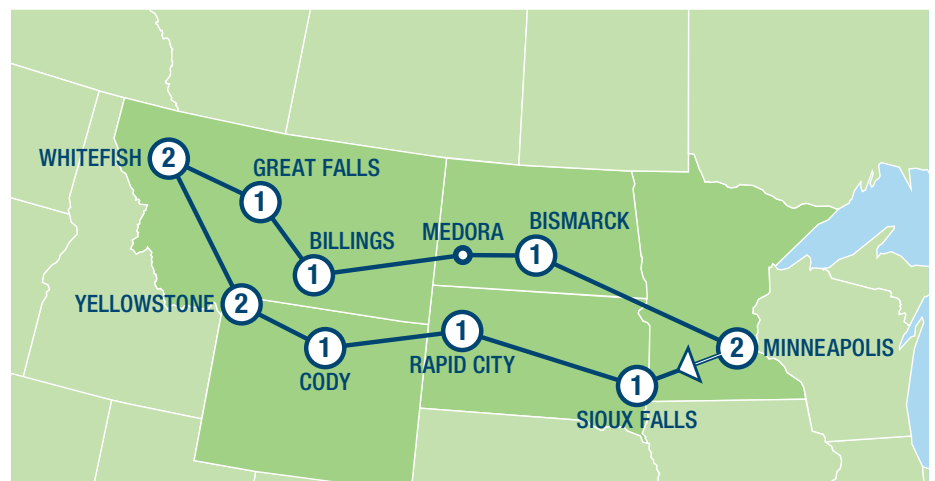 WHITEFISH 2
GREAT FALLS
1
BILLINGS
1
MEDORA
BISMARCK
1
YELLOWSTONE 2
1
CODY
1
RAPID CITY
2 MINNEAPOLIS
1
SIOUX FALLS